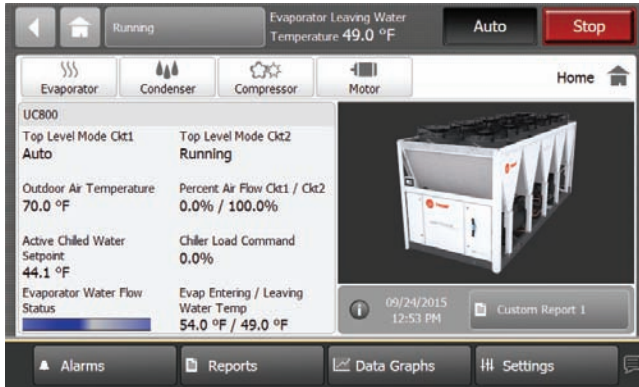 Running
Evaporator Leaving Water
Temperature 49.0 °F
Auto
Stop
Evaporator
Condenser
Compressor
Motor
Home
UC800
Top Level Mode Ckt1
Auto
Top Level Mode Ckt2
Running
Outdoor Air Temperature
70.0 °F
Percent Air Flow Ckt1 / Ckt2
0.0% / 100.0%
Active Chilled Water
Setpoint
44.1 °F
Chiller Load Command
0.0%
Evaporator Water Flow
Status
Evap Entering / Leaving
Water Temp
54.0 °F / 49.0 °F
09/24/2015
12:53 PM
Custom Report 1
Alarms
Reports
Data Graphs
Settings